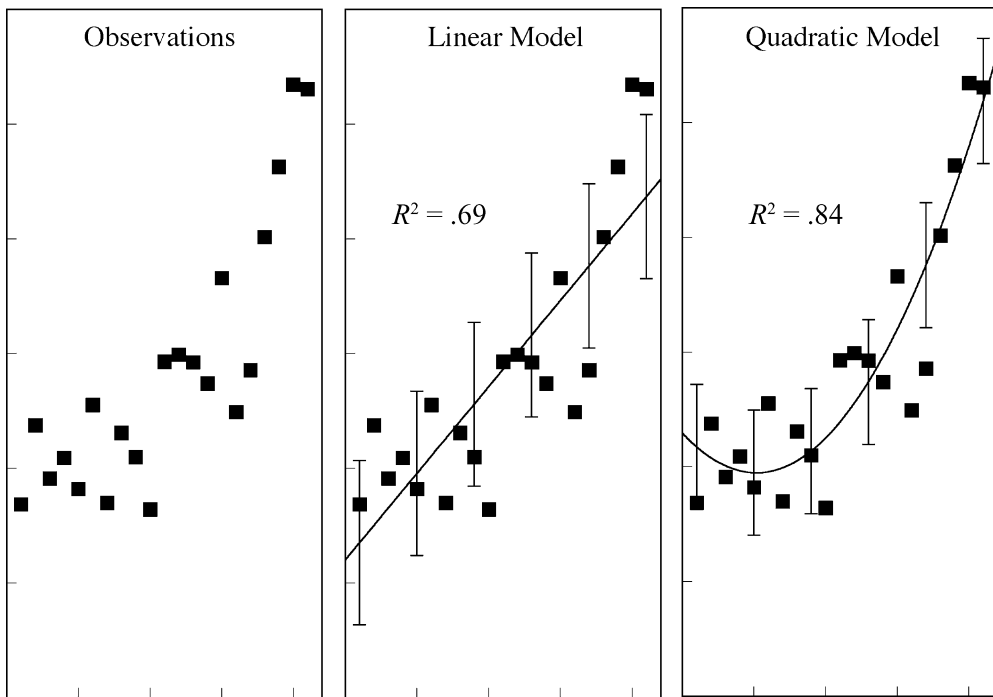 Observations
Linear Model
Quadratic Model
R² = .69
R² = .84